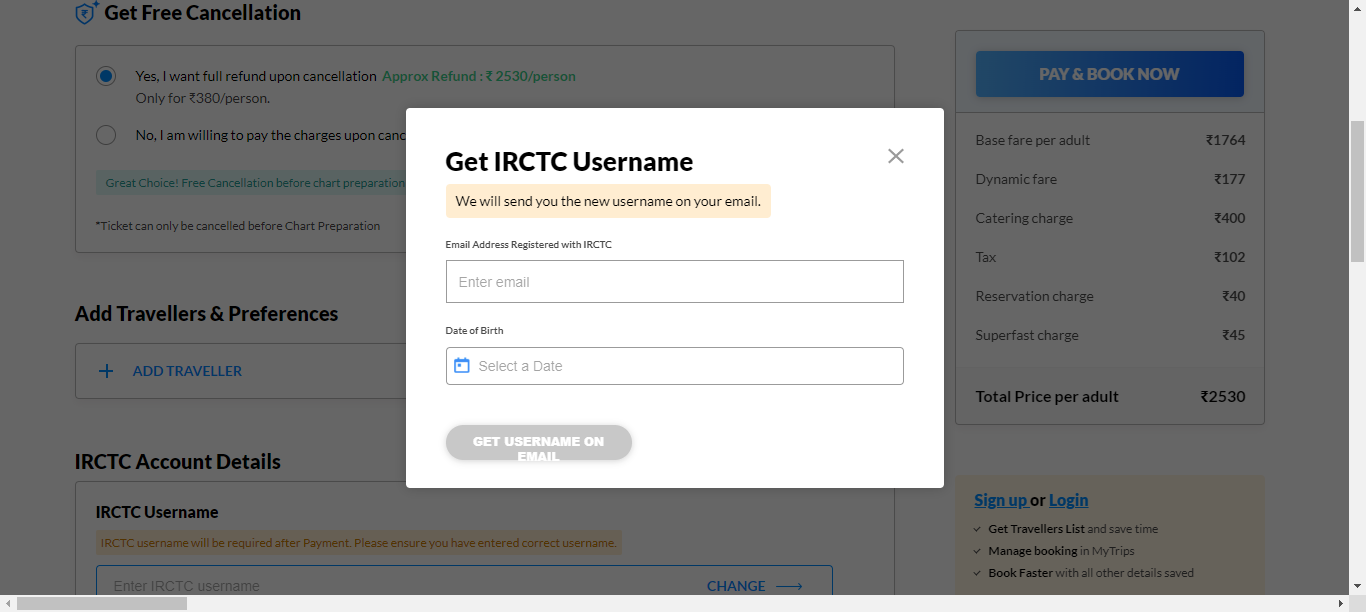 Get Free Cancellation
Yes, I want full refund upon cancellation Approx Refund : ₹ 2530/person
Only for ₹380/person.
No, I am willing to pay the charges upon canc
Great Choice! Free Cancellation before chart preparation
*Ticket can only be cancelled before Chart Preparation
Add Travellers & Preferences
+ ADD TRAVELLER
IRCTC Account Details
IRCTC Username
IRCTC username will be required after Payment. Please ensure you have entered correct username.
Enter IRCTC username CHANGE
Get IRCTC Username
We will send you the new username on your email.
Email Address Registered with IRCTC
Enter email
Date of Birth
Select a Date
GET USERNAME ON
EMAIL
PAY & BOOK NOW
Base fare per adult ₹1764
Dynamic fare ₹177
Catering charge ₹400
Tax ₹102
Reservation charge ₹40
Superfast charge ₹45
Total Price per adult ₹2530
Sign up or Login
Get Travellers List and save time
Manage booking in MyTrips
Book Faster with all other details saved